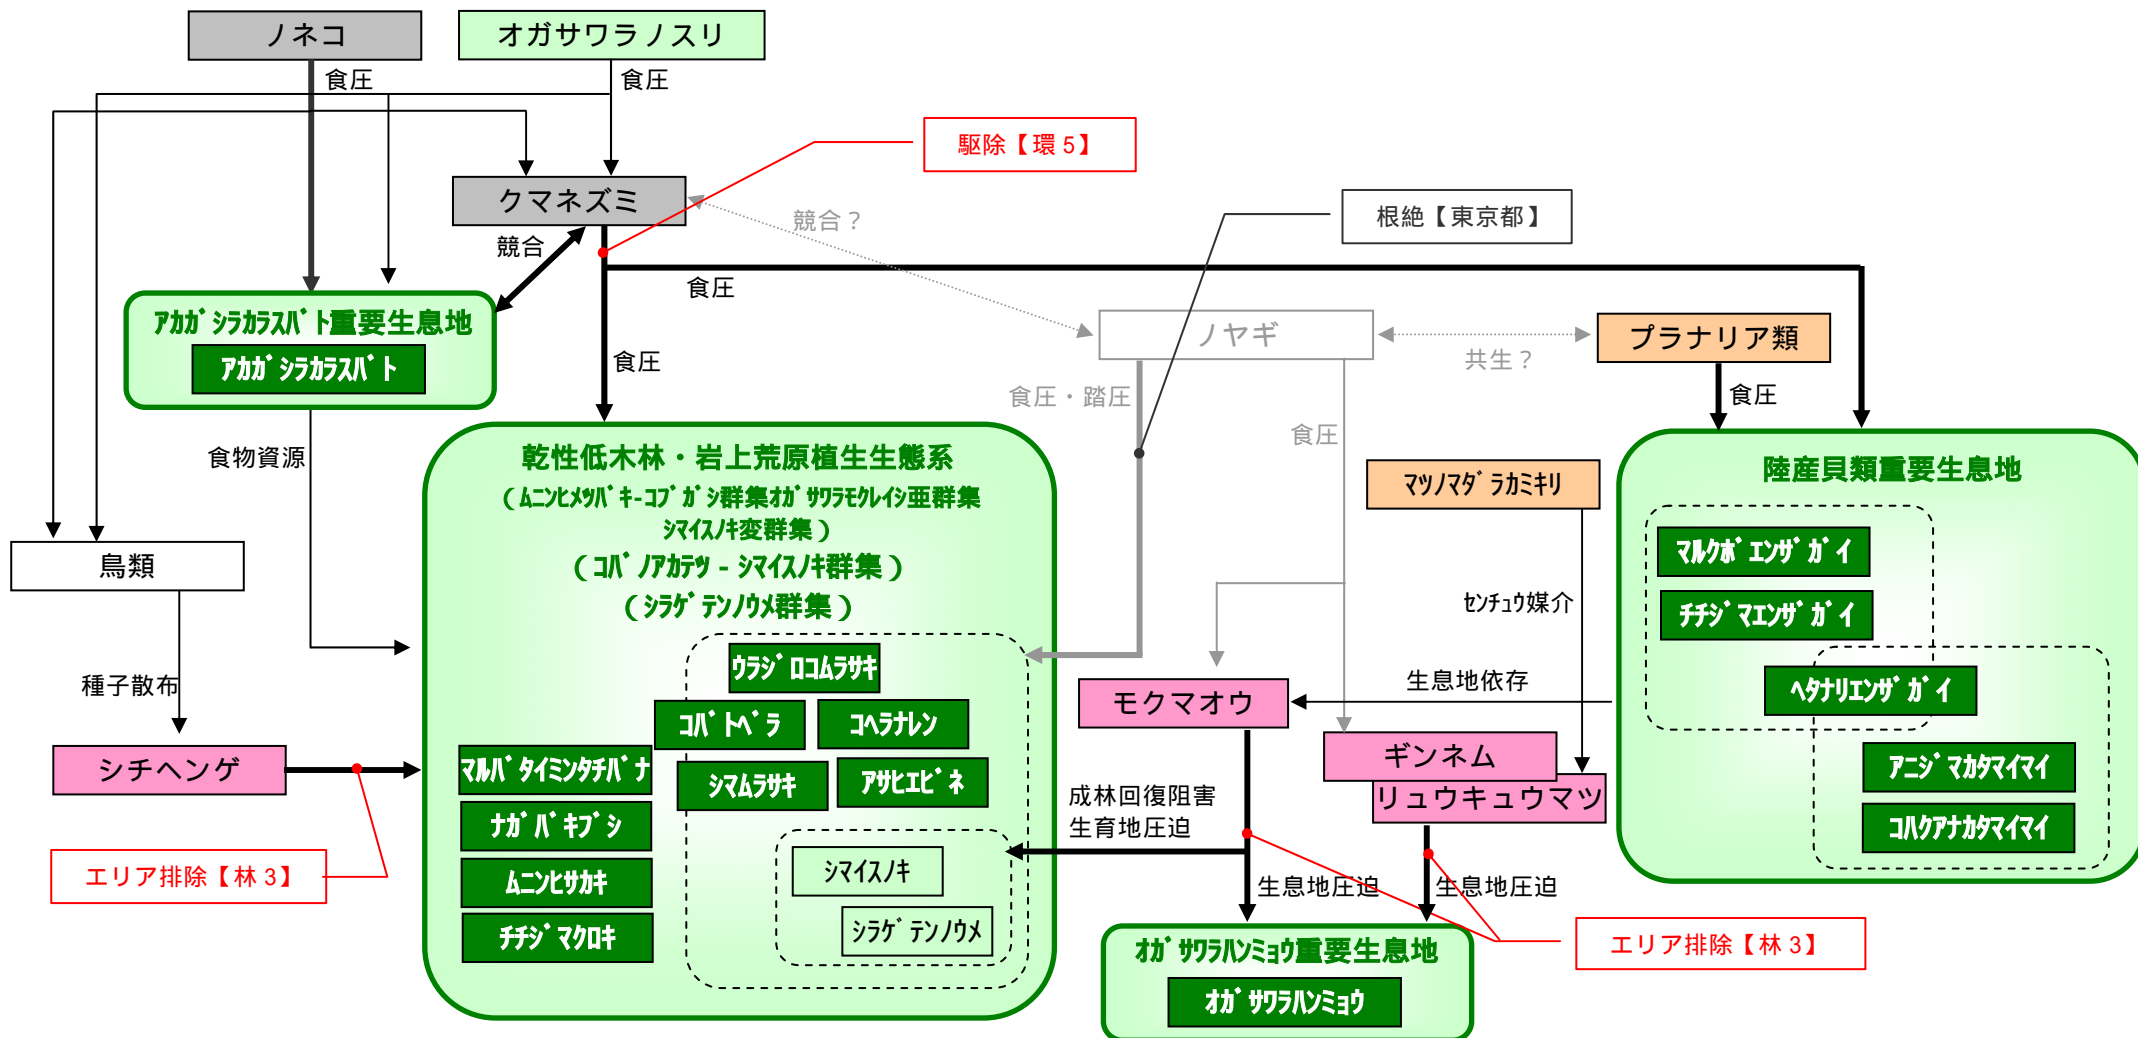 ノネコ
オガサワラノスリ
食圧
食圧
駆除【環5】
クマネズミ
競合？
根絶【東京都】
競合
食圧
ｱｶｶﾞｼﾗｶﾗｽﾊﾞﾄ重要生息地
ｱｶｶﾞｼﾗｶﾗｽﾊﾞﾄ
食圧
ノヤギ
共生？
プラナリア類
食圧・踏圧
食圧
食圧
食物資源
乾性低木林・岩上荒原植生生態系
（ﾑﾆﾝﾋﾒﾂﾊﾞｷ-ｺﾌﾞｶﾞｼ群集ｵｶﾞｻﾜﾗﾓｸﾚｲｼ亜群集
ｼﾏｲｽﾉｷ変群集）
（ｺﾊﾞﾉｱｶﾃﾂ - ｼﾏｲｽﾉｷ群集）
（ｼﾗｹﾞﾃﾝﾉｳﾒ群集）
ﾏﾂﾉﾏﾀﾞﾗｶﾐｷﾘ
陸産貝類重要生息地
ﾏﾙｸﾎﾞｴﾝｻﾞｶﾞｲ
ﾁﾁｼﾞﾏｴﾝｻﾞｶﾞｲ
ﾍﾀﾅﾘｴﾝｻﾞｶﾞｲ
ｱﾆｼﾞﾏｶﾀﾏｲﾏｲ
ｺﾊｸｱﾅｶﾀﾏｲﾏｲ
鳥類
種子散布
シチヘンゲ
エリア排除【林3】
ｳﾗｼﾞﾛｺﾑﾗｻｷ
ｺﾊﾞﾄﾍﾞﾗ
ｺﾍﾗﾅﾚﾝ
ﾏﾙﾊﾞﾀｲﾐﾝﾀﾁﾊﾞﾅ
ｼﾏﾑﾗｻｷ
ｱｻﾋｴﾋﾞﾈ
ﾅｶﾞﾊﾞｷﾌﾞｼ
ﾑﾆﾝﾋｻｶｷ
ﾁﾁｼﾞﾏｸﾛｷ
ｼﾏｲｽﾉｷ
ｼﾗｹﾞﾃﾝﾉｳﾒ
ｾﾝﾁｭｳ媒介
生息地依存
モクマオウ
ギンネム
リュウキュウマツ
成林回復阻害
生育地圧迫
生息地圧迫
生息地圧迫
エリア排除【林3】
ｵｶﾞｻﾜﾗﾊﾝﾐｮｳ重要生息地
ｵｶﾞｻﾜﾗﾊﾝﾐｮｳ